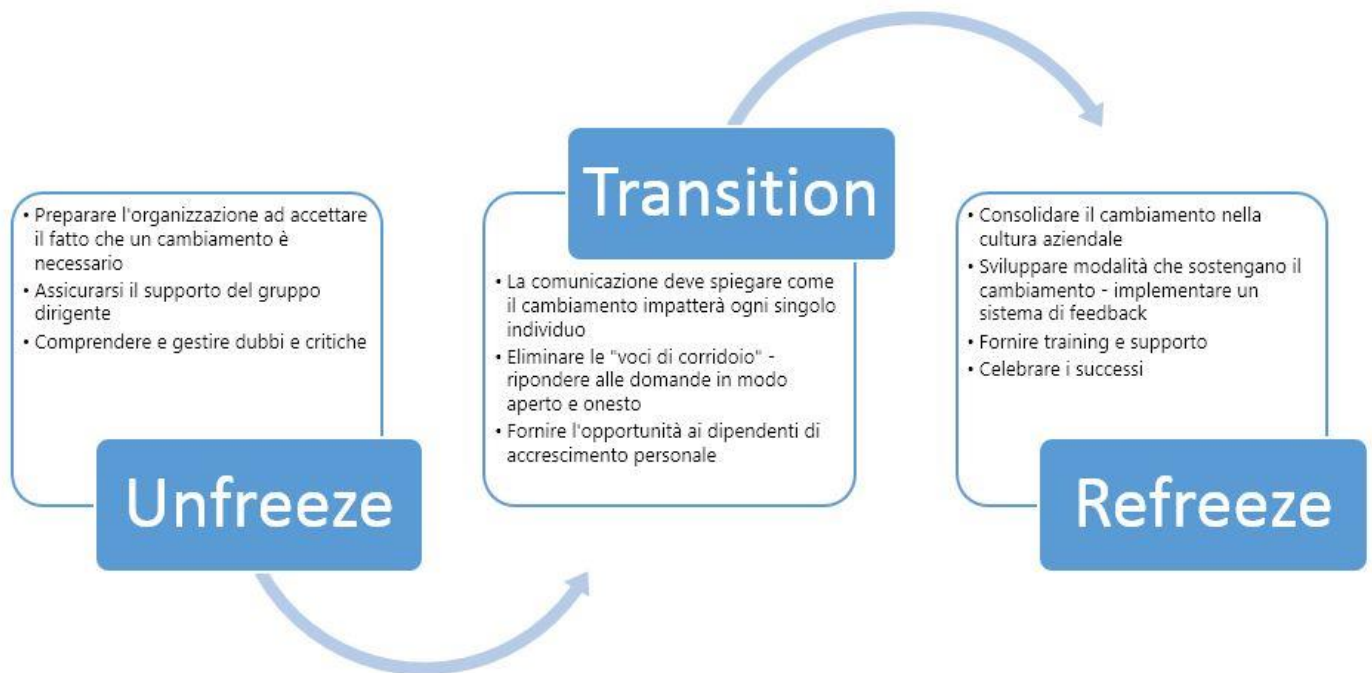 • Preparare l'organizzazione ad accettare
il fatto che un cambiamento è
necessario
• Assicurarsi il supporto del gruppo
dirigente
• Comprendere e gestire dubbi e critiche
Unfreeze
Transition
• La comunicazione deve spiegare come
il cambiamento impatterà ogni singolo
individuo
• Eliminare le "voci di corridoio" -
ripondere alle domande in modo
aperto e onesto
• Fornire l'opportunità ai dipendenti di
accrescimento personale
• Consolidare il cambiamento nella
cultura aziendale
• Sviluppare modalità che sostengano il
cambiamento - implementare un
sistema di feedback
• Fornire training e supporto
• Celebrare i successi
Refreeze